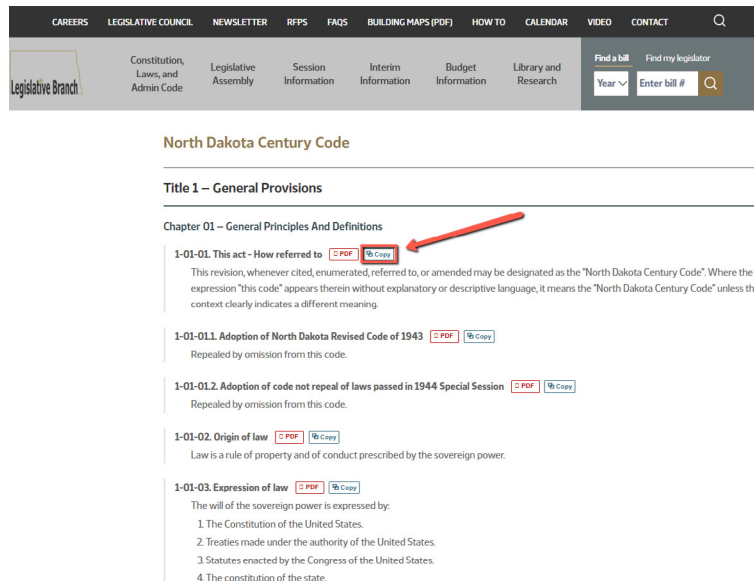 CAREERS LEGISLATIVE COUNCIL NEWSLETTER RFPS FAQS BUILDING MAPS (PDF) HOW TO CALENDAR VIDEO CONTACT
Legislative Branch
Constitution,
Laws, and
Admin Code
Legislative
Assembly
Session
Information
Interim
Information
Budget
Information
Library and
Research
Find a bill Find my legislator
Year Enter bill #
North Dakota Century Code
Title 1 – General Provisions
Chapter 01 – General Principles And Definitions
1-01-01. This act - How referred to PDF Copy
This revision, whenever cited, enumerated, referred to, or amended may be designated as the "North Dakota Century Code". Where the
expression "this code" appears therein without explanatory or descriptive language, it means the "North Dakota Century Code" unless th
context clearly indicates a different meaning.
1-01-01.1. Adoption of North Dakota Revised Code of 1943 PDF Copy
Repealed by omission from this code.
1-01-01.2. Adoption of code not repeal of laws passed in 1944 Special Session PDF Copy
Repealed by omission from this code.
1-01-02. Origin of law PDF Copy
Law is a rule of property and of conduct prescribed by the sovereign power.
1-01-03. Expression of law PDF Copy
The will of the sovereign power is expressed by:
1. The Constitution of the United States.
2. Treaties made under the authority of the United States.
3. Statutes enacted by the Congress of the United States.
4. The constitution of the state.